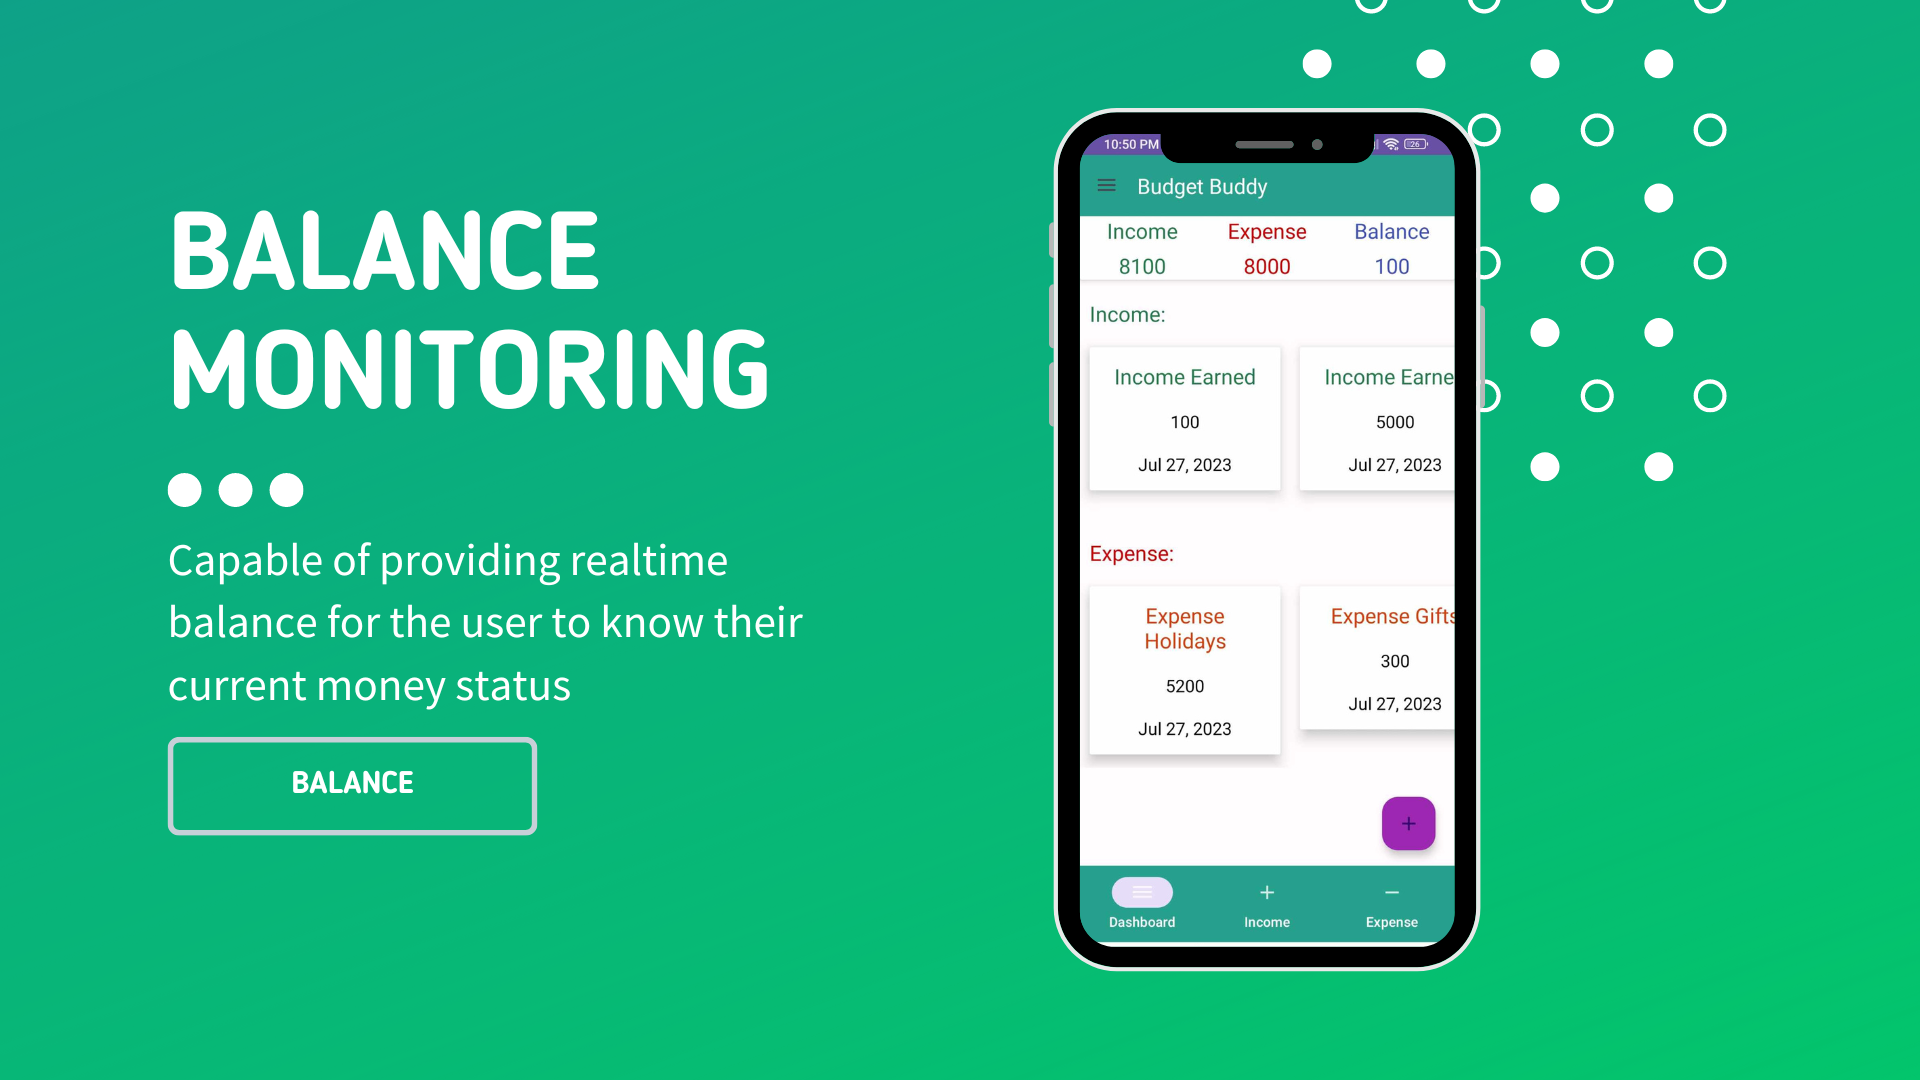 BALANCE
MONITORING
Capable of providing realtime
balance for the user to know their
current money status
BALANCE
10:50 PM
26
Budget Buddy
Income Expense Balance
8100 8000 100
Income:
Income Earned
100
Jul 27, 2023
Income Earne
5000
Jul 27, 2023
Expense:
Expense
Holidays
5200
Jul 27, 2023
Expense Gifts
300
Jul 27, 2023
+
+ −
Dashboard Income Expense